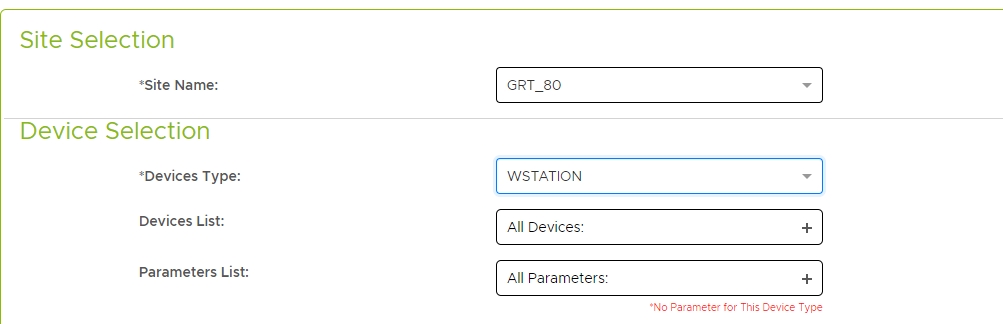 Site Selection
*Site Name:
GRT_80
Device Selection
*Devices Type:
WSTATION
Devices List:
All Devices:
Parameters List:
All Parameters:
*No Parameter for This Device Type